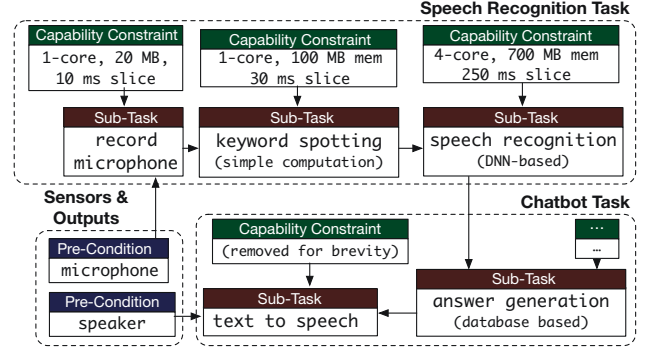 Speech Recognition Task
Capability Constraint
1-core, 20 MB,
10 ms slice
Capability Constraint
1-core, 100 MB mem
30 ms slice
Capability Constraint
4-core, 700 MB mem
250 ms slice
Sub-Task
record
microphone
Sub-Task
keyword spotting
(simple computation)
Sub-Task
speech recognition
(DNN-based)
Sensors &
Outputs
Chatbot Task
Pre-Condition
microphone
Pre-Condition
speaker
Capability Constraint
(removed for brevity)
...
...
Sub-Task
text to speech
Sub-Task
answer generation
(database based)